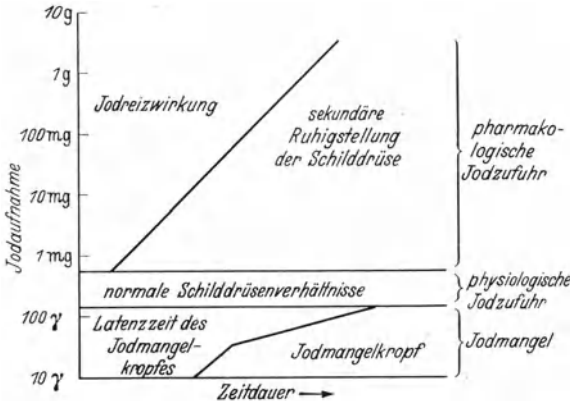 10g
1g
100mg
10mg
1mg
100γ
10γ
Jodaufnahme
Jodreizwirkung
sekundäre
Ruhigstellung
der Schilddrüse
pharmako-
logische
Jodzufuhr
normale Schilddrüsenverhältnisse
physiologische
Jodzufuhr
Latenzzeit des
Jodmangel-
kropfes
Jodmangelkropf
Jodmangel
Zeitdauer